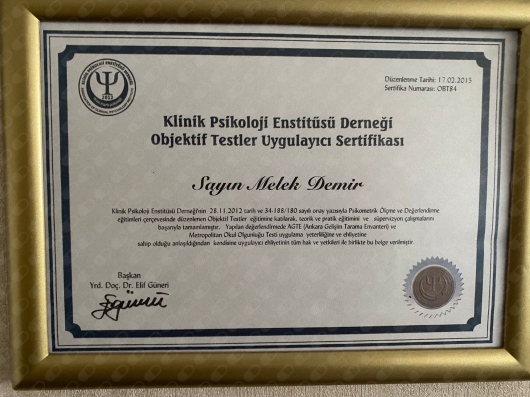 Düzenlenme Tarihi: 17.02.2013
Sertifika Numarası: OBT84
2013
Klinik Psikoloji Enstitüsü Derneği
Objektif Testler Uygulayıcı Sertifikası
Sayın Melek Demir
Klinik Psikoloji Enstitüsü Derneği'nin 28.11.2012 tarih ve 34-188/180 sayılı onay yazısıyla Psikometrik Ölçme ve Değerlendirme
eğitimleri çerçevesinde düzenlenen Objektif Testler eğitimine katılarak, teorik ve pratik eğitimini ve süpervizyon çalışmalarını
başarıyla tamamlamıştır. Yapılan değerlendirmede AGTE (Ankara Gelişim Tarama Envanteri) ve
Metropolitan Okul Olgunluğu Testi uygulama yeterliliğine ve ehliyetine
sahip olduğu anlaşıldığından kendisine uygulayıcı ehliyetinin tüm hak ve yetkileri ile birlikte bu belge verilmiştir.
Başkan
Yrd. Doç. Dr. Elif Güneri